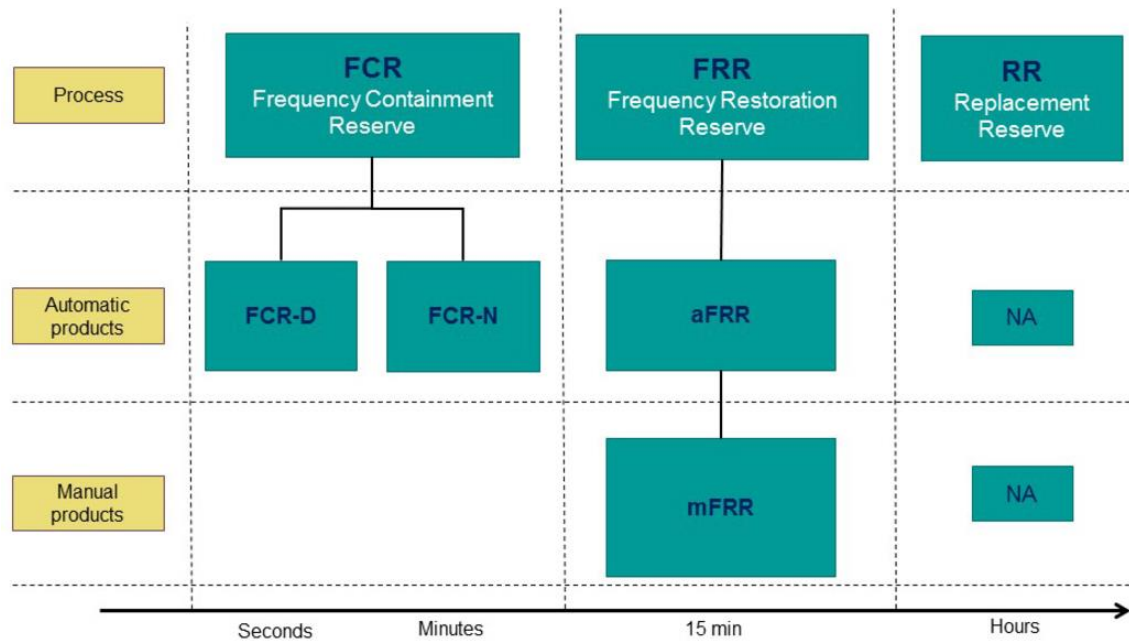 Process
FCR
Frequency Containment
Reserve
FRR
Frequency Restoration
Reserve
RR
Replacement
Reserve
Automatic
products
FCR-D
FCR-N
aFRR
NA
Manual
products
mFRR
NA
Seconds
Minutes
15 min
Hours